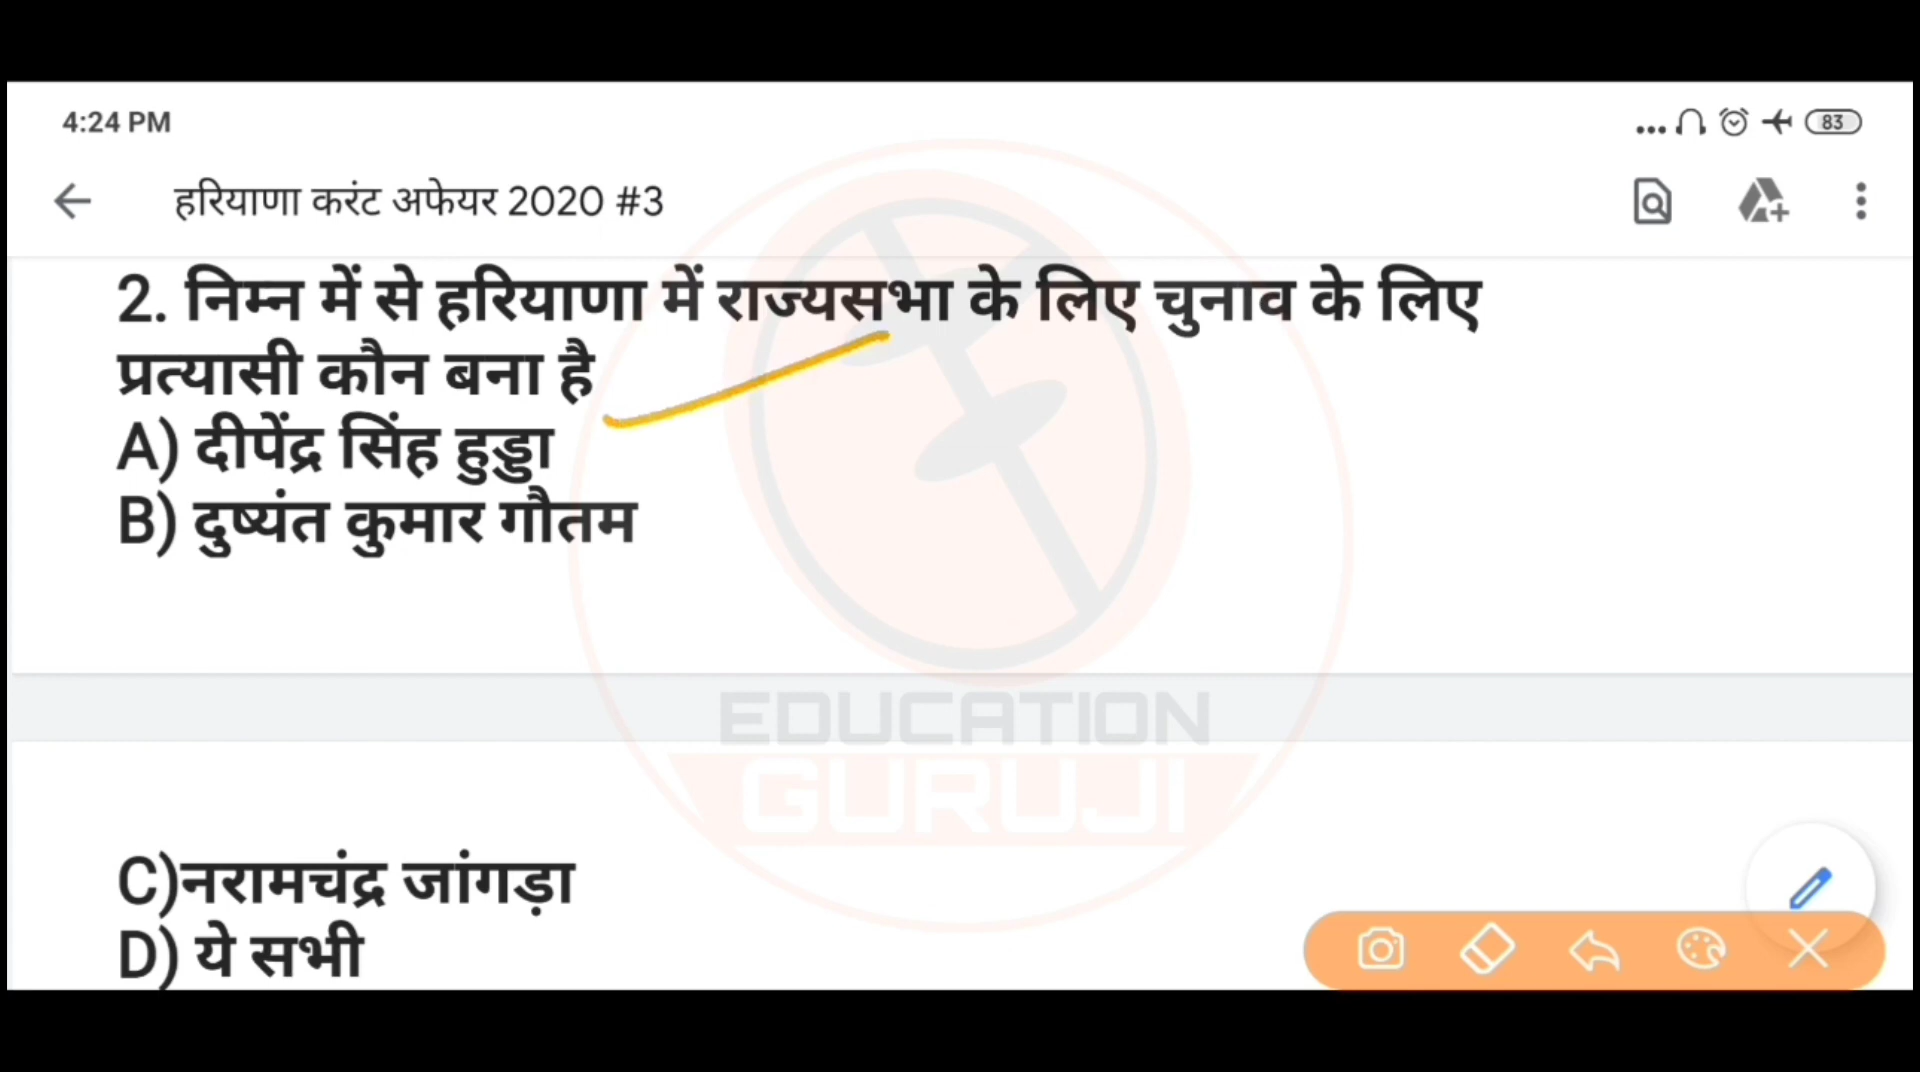 4:24 PM
83
हरियाणा करंट अफेयर 2020 #3
2. निम्न में से हरियाणा में राज्यसभा के लिए चुनाव के लिए
प्रत्यासी कौन बना है
A) दीपेंद्र सिंह हुड्डा
B) दुष्यंत कुमार गौतम
EDUCATION
GURUJI
C)नरामचंद्र जांगड़ा
D) ये सभी